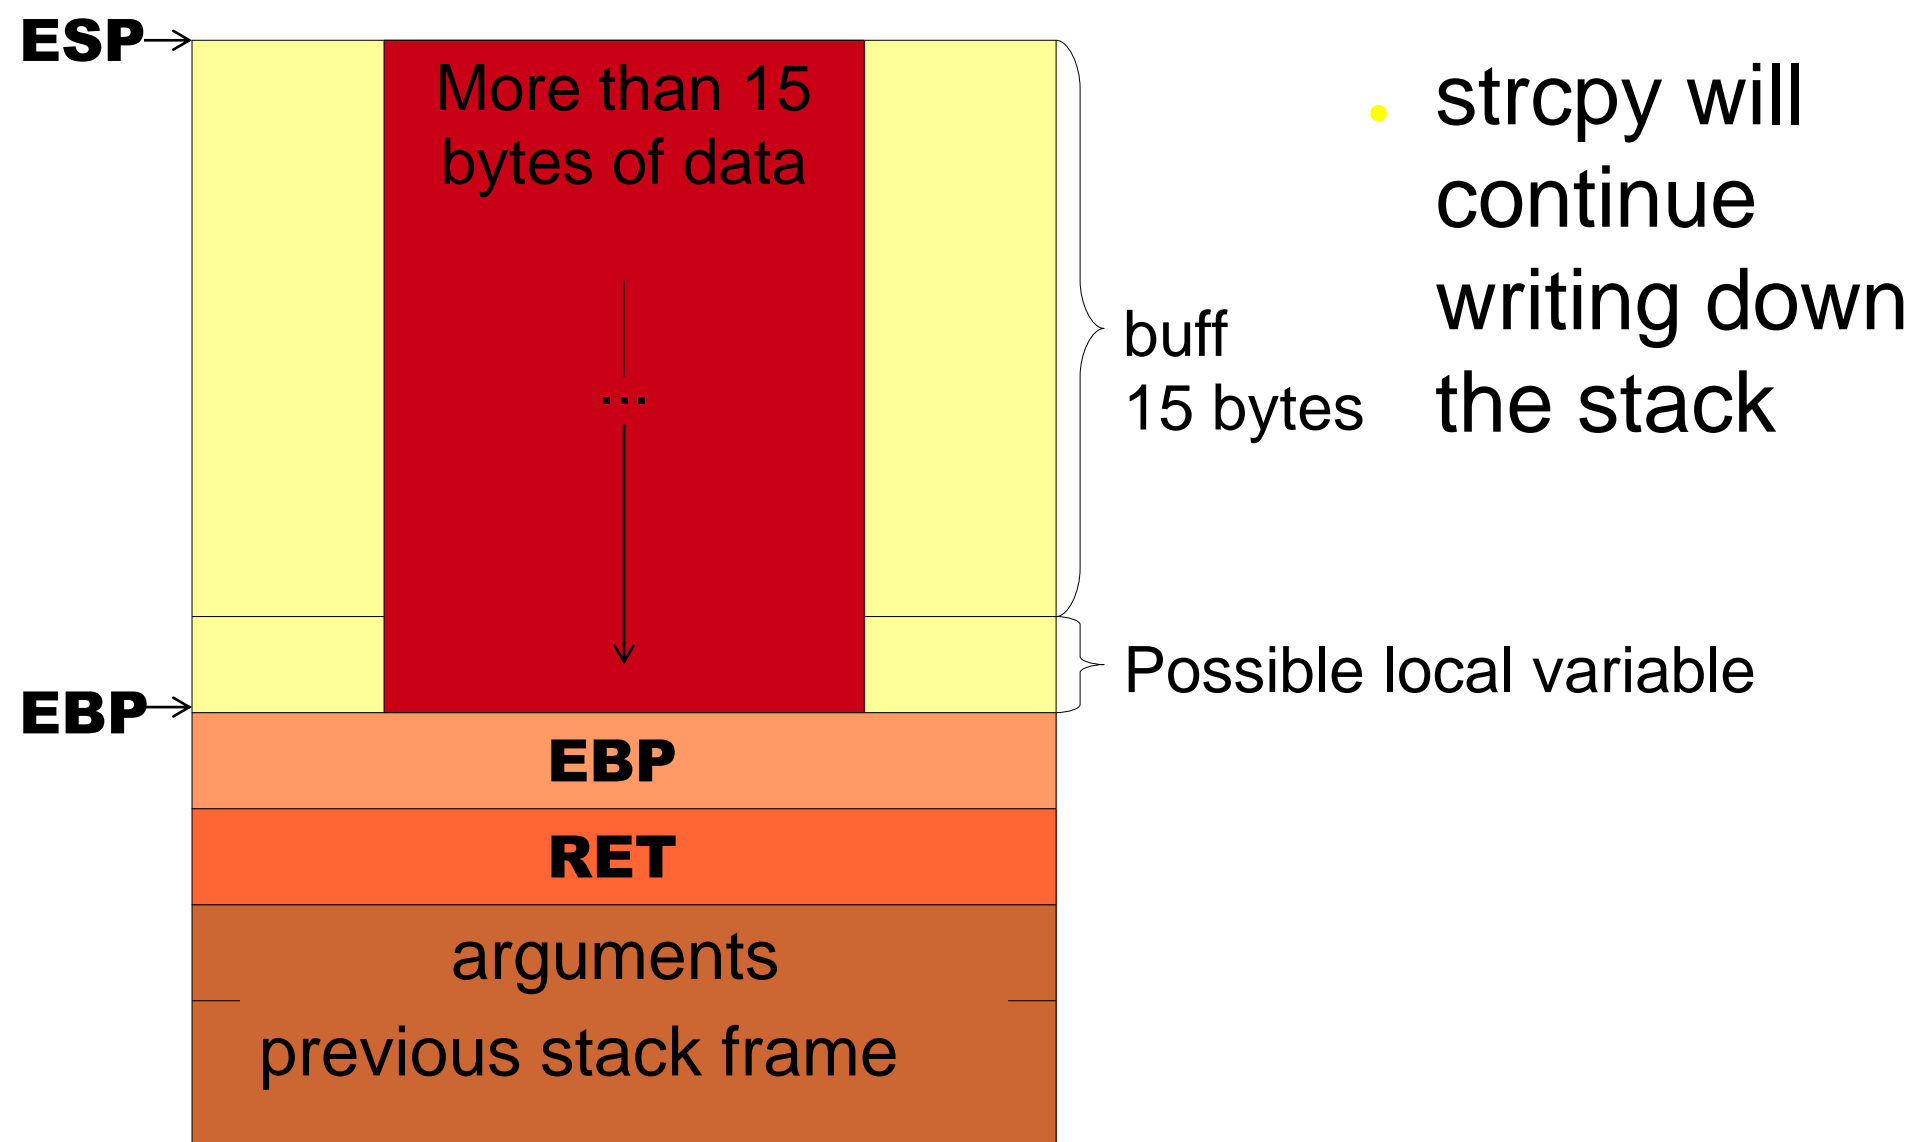 ESP
More than 15
bytes of data
...
buff
15 bytes
Possible local variable
EBP
EBP
RET
arguments
previous stack frame
strcpy will
continue
writing down
the stack